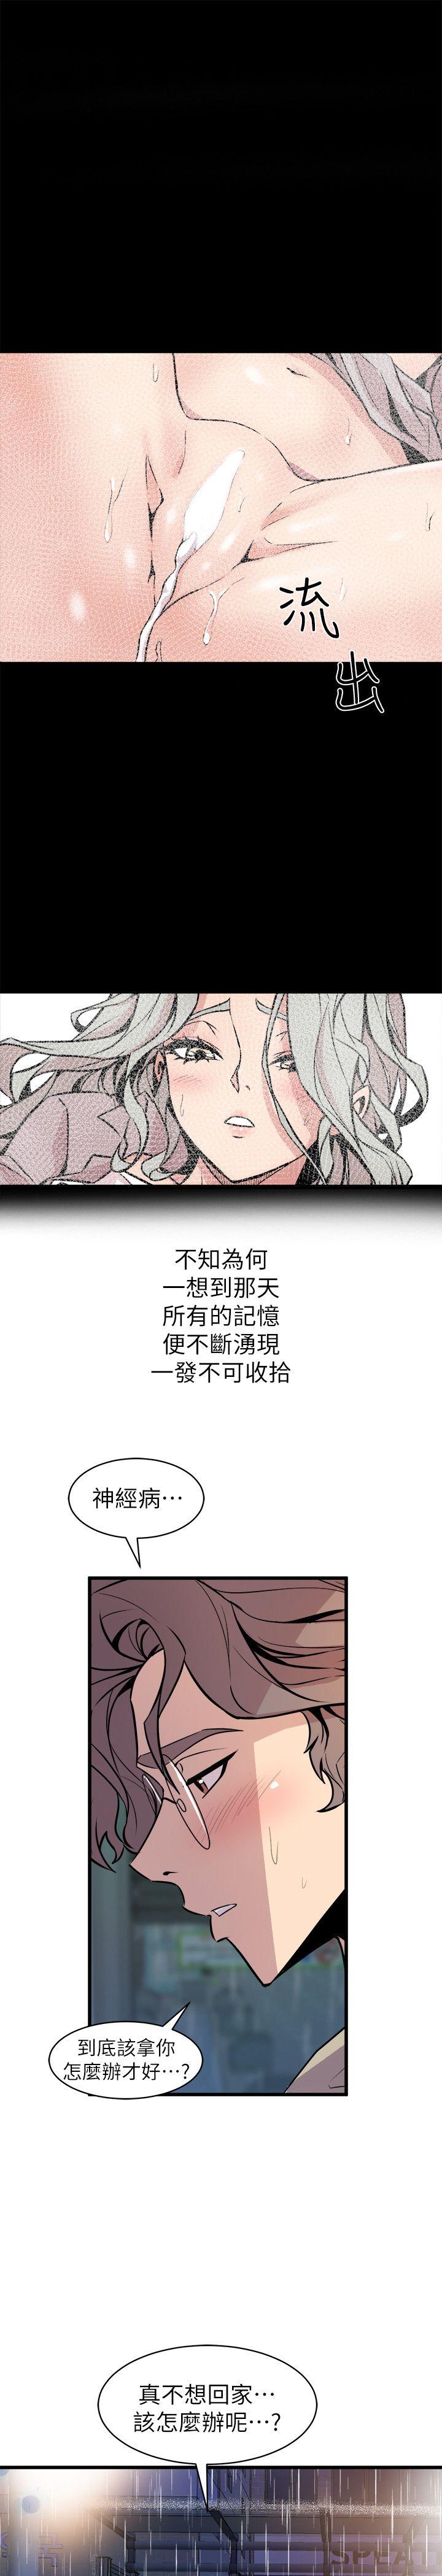 流出
不知為何
一想到那天
所有的記憶
便不斷湧現
一發不可收拾
神經病…
到底該拿你
怎麼辦才好…?
真不想回家…
該怎麼辦呢…?
SPLAT